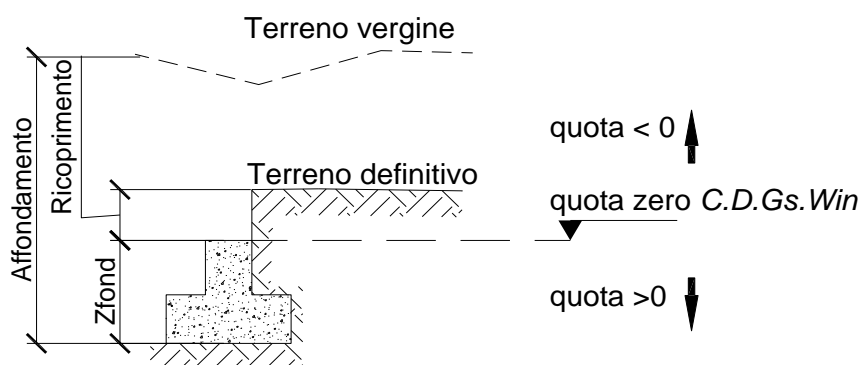 Terreno vergine
Affondamento
Ricoprimento
quota < 0
Terreno definitivo
quota zero C.D.Gs.Win
Zfond
quota >0